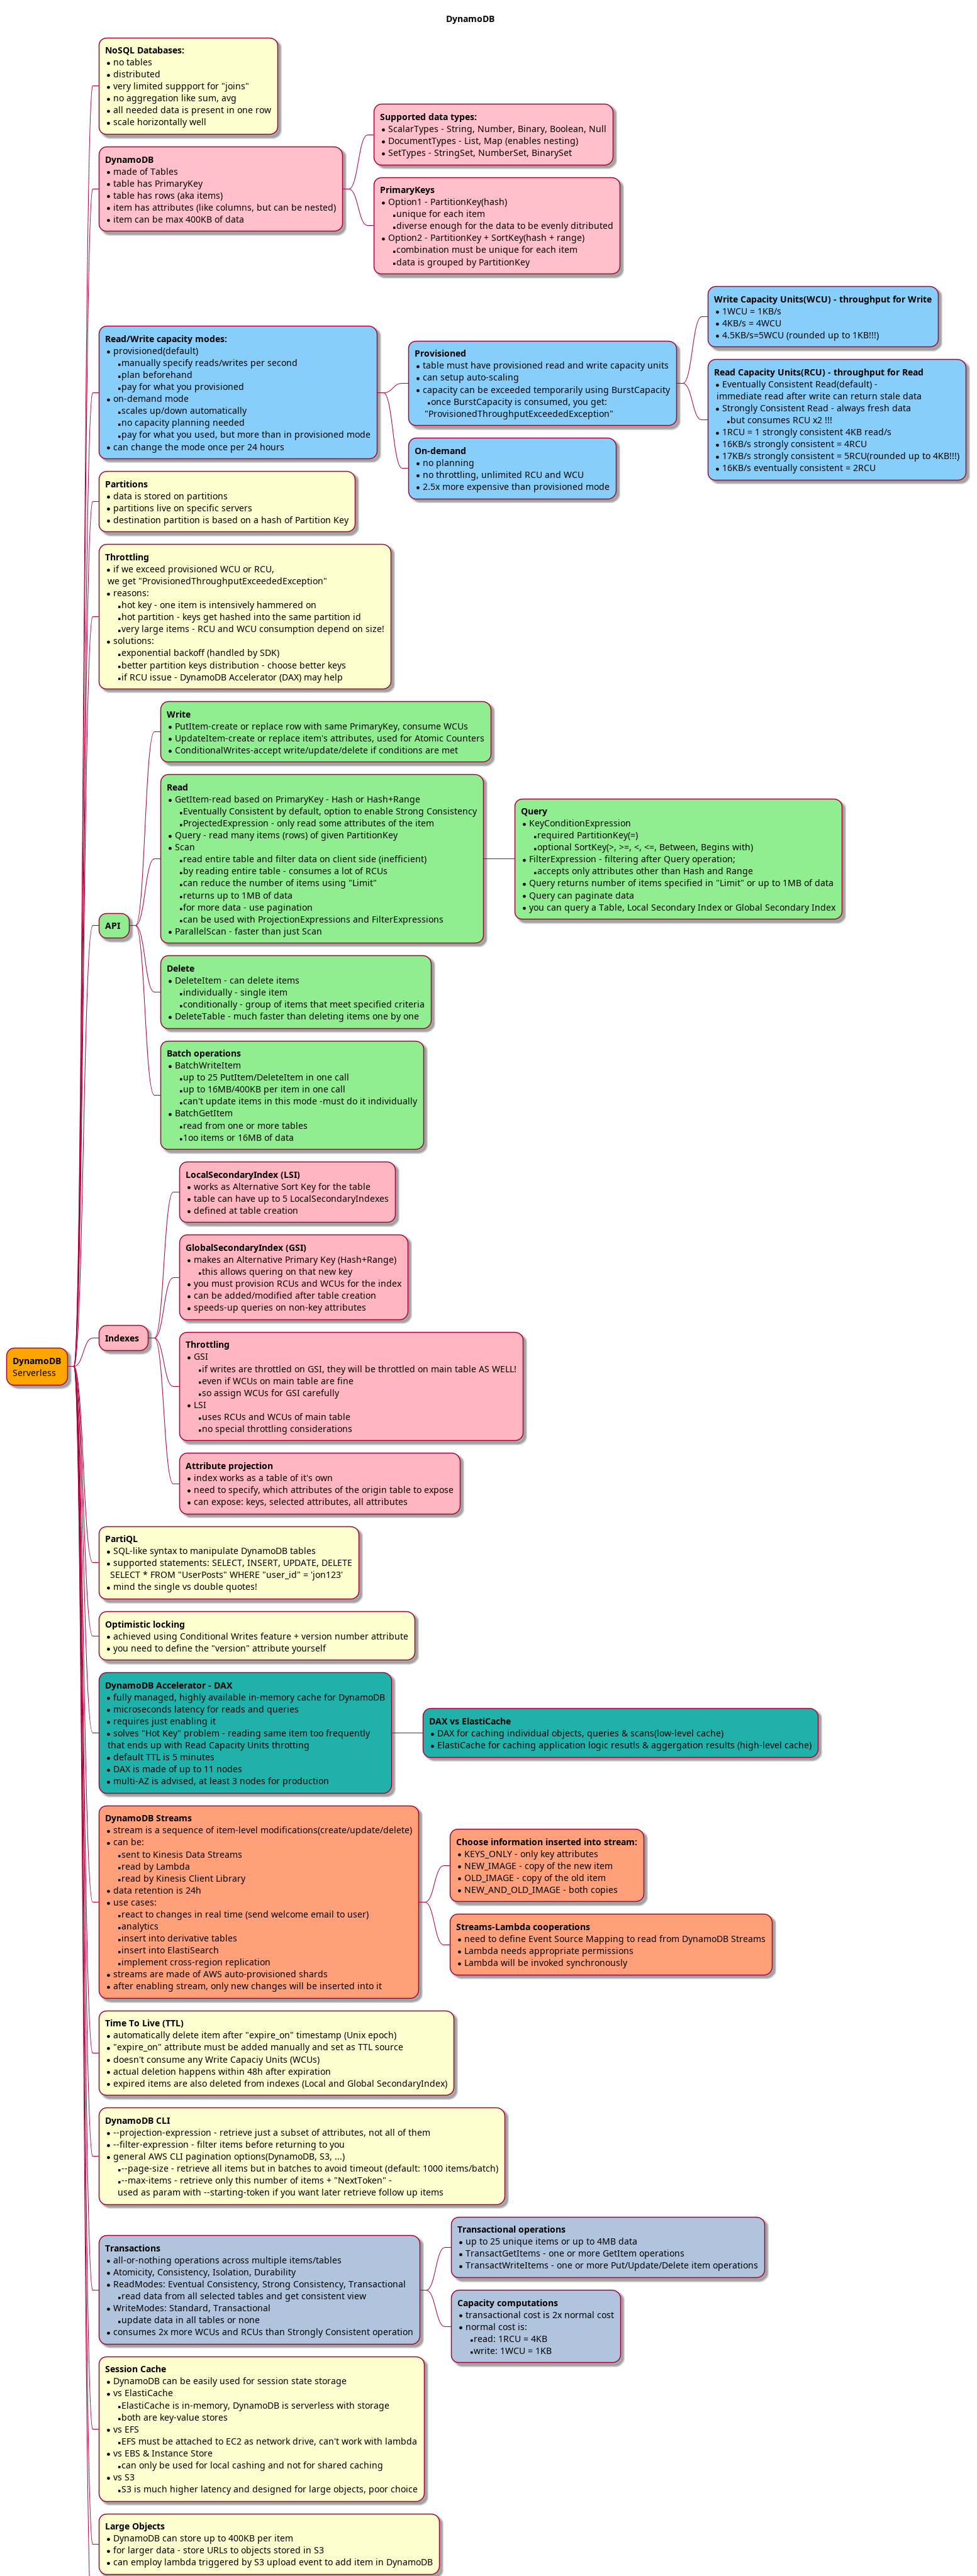 DynamoDB
NoSQL Databases:
• no tables
• distributed
• very limited suppport for "joins"
• no aggregation like sum, avg
• all needed data is present in one row
• scale horizontally well
DynamoDB
• made of Tables
• table has PrimaryKey
• table has rows (aka items)
• item has attributes (like columns, but can be nested)
• item can be max 400KB of data
Supported data types:
• ScalarTypes - String, Number, Binary, Boolean, Null
• DocumentTypes - List, Map (enables nesting)
• SetTypes - StringSet, NumberSet, BinarySet
PrimaryKeys
• Option1 - PartitionKey(hash)
▪unique for each item
▪diverse enough for the data to be evenly ditributed
• Option2 - PartitionKey + SortKey(hash + range)
▪combination must be unique for each item
▪data is grouped by PartitionKey
Read/Write capacity modes:
• provisioned(default)
▪manually specify reads/writes per second
▪plan beforehand
▪pay for what you provisioned
• on-demand mode
▪scales up/down automatically
▪no capacity planning needed
▪pay for what you used, but more than in provisioned mode
• can change the mode once per 24 hours
Provisioned
• table must have provisioned read and write capacity units
• can setup auto-scaling
• capacity can be exceeded temporarily using BurstCapacity
▪once BurstCapacity is consumed, you get:
"ProvisionedThroughputExceededException"
Write Capacity Units(WCU) - throughput for Write
• 1WCU = 1KB/s
• 4KB/s = 4WCU
• 4.5KB/s=5WCU (rounded up to 1KB!!!)
Read Capacity Units(RCU) - throughput for Read
• Eventually Consistent Read(default) -
immediate read after write can return stale data
• Strongly Consistent Read - always fresh data
▪but consumes RCU x2 !!!
• 1RCU = 1 strongly consistent 4KB read/s
• 16KB/s strongly consistent = 4RCU
• 17KB/s strongly consistent = 5RCU(rounded up to 4KB!!!)
• 16KB/s eventually consistent = 2RCU
On-demand
• no planning
• no throttling, unlimited RCU and WCU
• 2.5x more expensive than provisioned mode
Partitions
• data is stored on partitions
• partitions live on specific servers
• destination partition is based on a hash of Partition Key
Throttling
• if we exceed provisioned WCU or RCU,
we get "ProvisionedThroughputExceededException"
• reasons:
▪hot key - one item is intensively hammered on
▪hot partition - keys get hashed into the same partition id
▪very large items - RCU and WCU consumption depend on size!
• solutions:
▪exponential backoff (handled by SDK)
▪better partition keys distribution - choose better keys
▪if RCU issue - DynamoDB Accelerator (DAX) may help
API
Write
• PutItem-create or replace row with same PrimaryKey, consume WCUs
• UpdateItem-create or replace item's attributes, used for Atomic Counters
• ConditionalWrites-accept write/update/delete if conditions are met
Read
• GetItem-read based on PrimaryKey - Hash or Hash+Range
▪Eventually Consistent by default, option to enable Strong Consistency
▪ProjectedExpression - only read some attributes of the item
• Query - read many items (rows) of given PartitionKey
• Scan
▪read entire table and filter data on client side (inefficient)
▪by reading entire table - consumes a lot of RCUs
▪can reduce the number of items using "Limit"
▪returns up to 1MB of data
▪for more data - use pagination
▪can be used with ProjectionExpressions and FilterExpressions
• ParallelScan - faster than just Scan
Query
• KeyConditionExpression
▪required PartitionKey(=)
▪optional SortKey(>, >=, <, <=, Between, Begins with)
• FilterExpression - filtering after Query operation;
▪accepts only attributes other than Hash and Range
• Query returns number of items specified in "Limit" or up to 1MB of data
• Query can paginate data
• you can query a Table, Local Secondary Index or Global Secondary Index
Delete
• DeleteItem - can delete items
▪individually - single item
▪conditionally - group of items that meet specified criteria
• DeleteTable - much faster than deleting items one by one
Batch operations
• BatchWriteItem
▪up to 25 PutItem/DeleteItem in one call
▪up to 16MB/400KB per item in one call
▪can't update items in this mode -must do it individually
• BatchGetItem
▪read from one or more tables
▪1oo items or 16MB of data
DynamoDB
Serverless
Indexes
LocalSecondaryIndex (LSI)
• works as Alternative Sort Key for the table
• table can have up to 5 LocalSecondaryIndexes
• defined at table creation
GlobalSecondaryIndex (GSI)
• makes an Alternative Primary Key (Hash+Range)
▪this allows quering on that new key
• you must provision RCUs and WCUs for the index
• can be added/modified after table creation
• speeds-up queries on non-key attributes
Throttling
• GSI
▪if writes are throttled on GSI, they will be throttled on main table AS WELL!
▪even if WCUs on main table are fine
▪so assign WCUs for GSI carefully
• LSI
▪uses RCUs and WCUs of main table
▪no special throttling considerations
Attribute projection
• index works as a table of it's own
• need to specify, which attributes of the origin table to expose
• can expose: keys, selected attributes, all attributes
PartiQL
• SQL-like syntax to manipulate DynamoDB tables
• supported statements: SELECT, INSERT, UPDATE, DELETE
SELECT * FROM "UserPosts" WHERE "user_id" = 'jon123'
• mind the single vs double quotes!
Optimistic locking
• achieved using Conditional Writes feature + version number attribute
• you need to define the "version" attribute yourself
DynamoDB Accelerator - DAX
• fully managed, highly available in-memory cache for DynamoDB
• microseconds latency for reads and queries
• requires just enabling it
• solves "Hot Key" problem - reading same item too frequently
that ends up with Read Capacity Units throtting
• default TTL is 5 minutes
• DAX is made of up to 11 nodes
• multi-AZ is advised, at least 3 nodes for production
DAX vs ElastiCache
• DAX for caching individual objects, queries & scans(low-level cache)
• ElastiCache for caching application logic resutls & aggergation results (high-level cache)
DynamoDB Streams
• stream is a sequence of item-level modifications(create/update/delete)
• can be:
▪sent to Kinesis Data Streams
▪read by Lambda
▪read by Kinesis Client Library
• data retention is 24h
• use cases:
▪react to changes in real time (send welcome email to user)
▪analytics
▪insert into derivative tables
▪insert into ElastiSearch
▪implement cross-region replication
• streams are made of AWS auto-provisioned shards
• after enabling stream, only new changes will be inserted into it
Choose information inserted into stream:
• KEYS_ONLY - only key attributes
• NEW_IMAGE - copy of the new item
• OLD_IMAGE - copy of the old item
• NEW_AND_OLD_IMAGE - both copies
Streams-Lambda cooperations
• need to define Event Source Mapping to read from DynamoDB Streams
• Lambda needs appropriate permissions
• Lambda will be invoked synchronously
Time To Live (TTL)
• automatically delete item after "expire_on" timestamp (Unix epoch)
• "expire_on" attribute must be added manually and set as TTL source
• doesn't consume any Write Capaciy Units (WCUs)
• actual deletion happens within 48h after expiration
• expired items are also deleted from indexes (Local and Global SecondaryIndex)
DynamoDB CLI
• --projection-expression - retrieve just a subset of attributes, not all of them
• --filter-expression - filter items before returning to you
• general AWS CLI pagination options(DynamoDB, S3, ...)
▪--page-size - retrieve all items but in batches to avoid timeout (default: 1000 items/batch)
▪--max-items - retrieve only this number of items + "NextToken" -
used as param with --starting-token if you want later retrieve follow up items
Transactions
• all-or-nothing operations across multiple items/tables
• Atomicity, Consistency, Isolation, Durability
• ReadModes: Eventual Consistency, Strong Consistency, Transactional
▪read data from all selected tables and get consistent view
• WriteModes: Standard, Transactional
▪update data in all tables or none
• consumes 2x more WCUs and RCUs than Strongly Consistent operation
Transactional operations
• up to 25 unique items or up to 4MB data
• TransactGetItems - one or more GetItem operations
• TransactWriteItems - one or more Put/Update/Delete item operations
Capacity computations
• transactional cost is 2x normal cost
• normal cost is:
▪read: 1RCU = 4KB
▪write: 1WCU = 1KB
Session Cache
• DynamoDB can be easily used for session state storage
• vs ElastiCache
▪ElastiCache is in-memory, DynamoDB is serverless with storage
▪both are key-value stores
• vs EFS
▪EFS must be attached to EC2 as network drive, can't work with lambda
• vs EBS & Instance Store
▪can only be used for local cashing and not for shared caching
• vs S3
▪S3 is much higher latency and designed for large objects, poor choice
Large Objects
• DynamoDB can store up to 400KB per item
• for larger data - store URLs to objects stored in S3
• can employ lambda triggered by S3 upload event to add item in DynamoDB